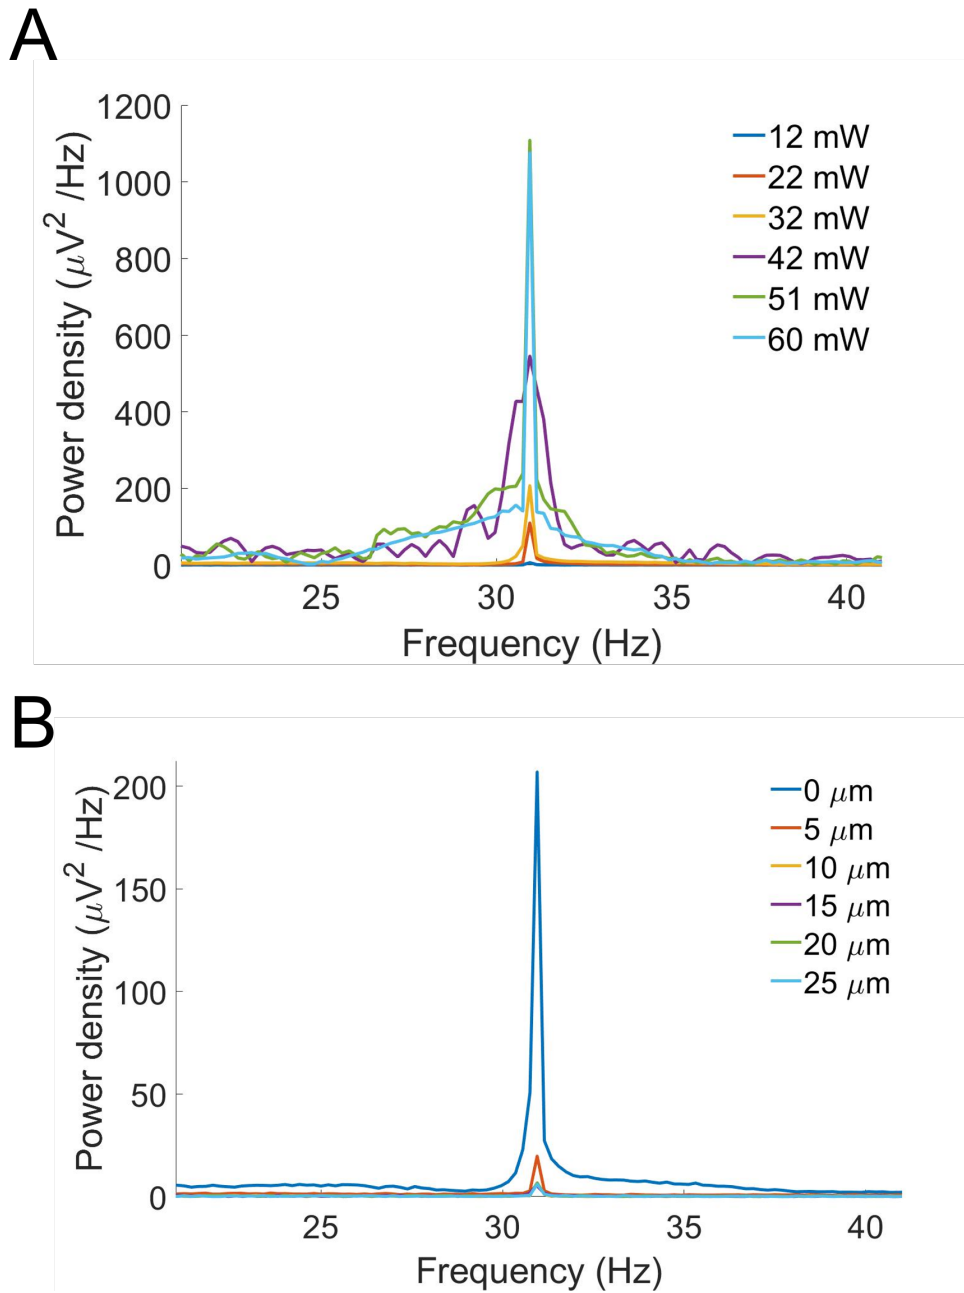 A
1200
1000
800
600
400
200
0
Power density (μV² /Hz)
12 mW
22 mW
32 mW
42 mW
51 mW
60 mW
25 30 35 40
Frequency (Hz)
B
200
150
100
50
0
Power density (μV² /Hz)
0 μm
5 μm
10 μm
15 μm
20 μm
25 μm
25 30 35 40
Frequency (Hz)